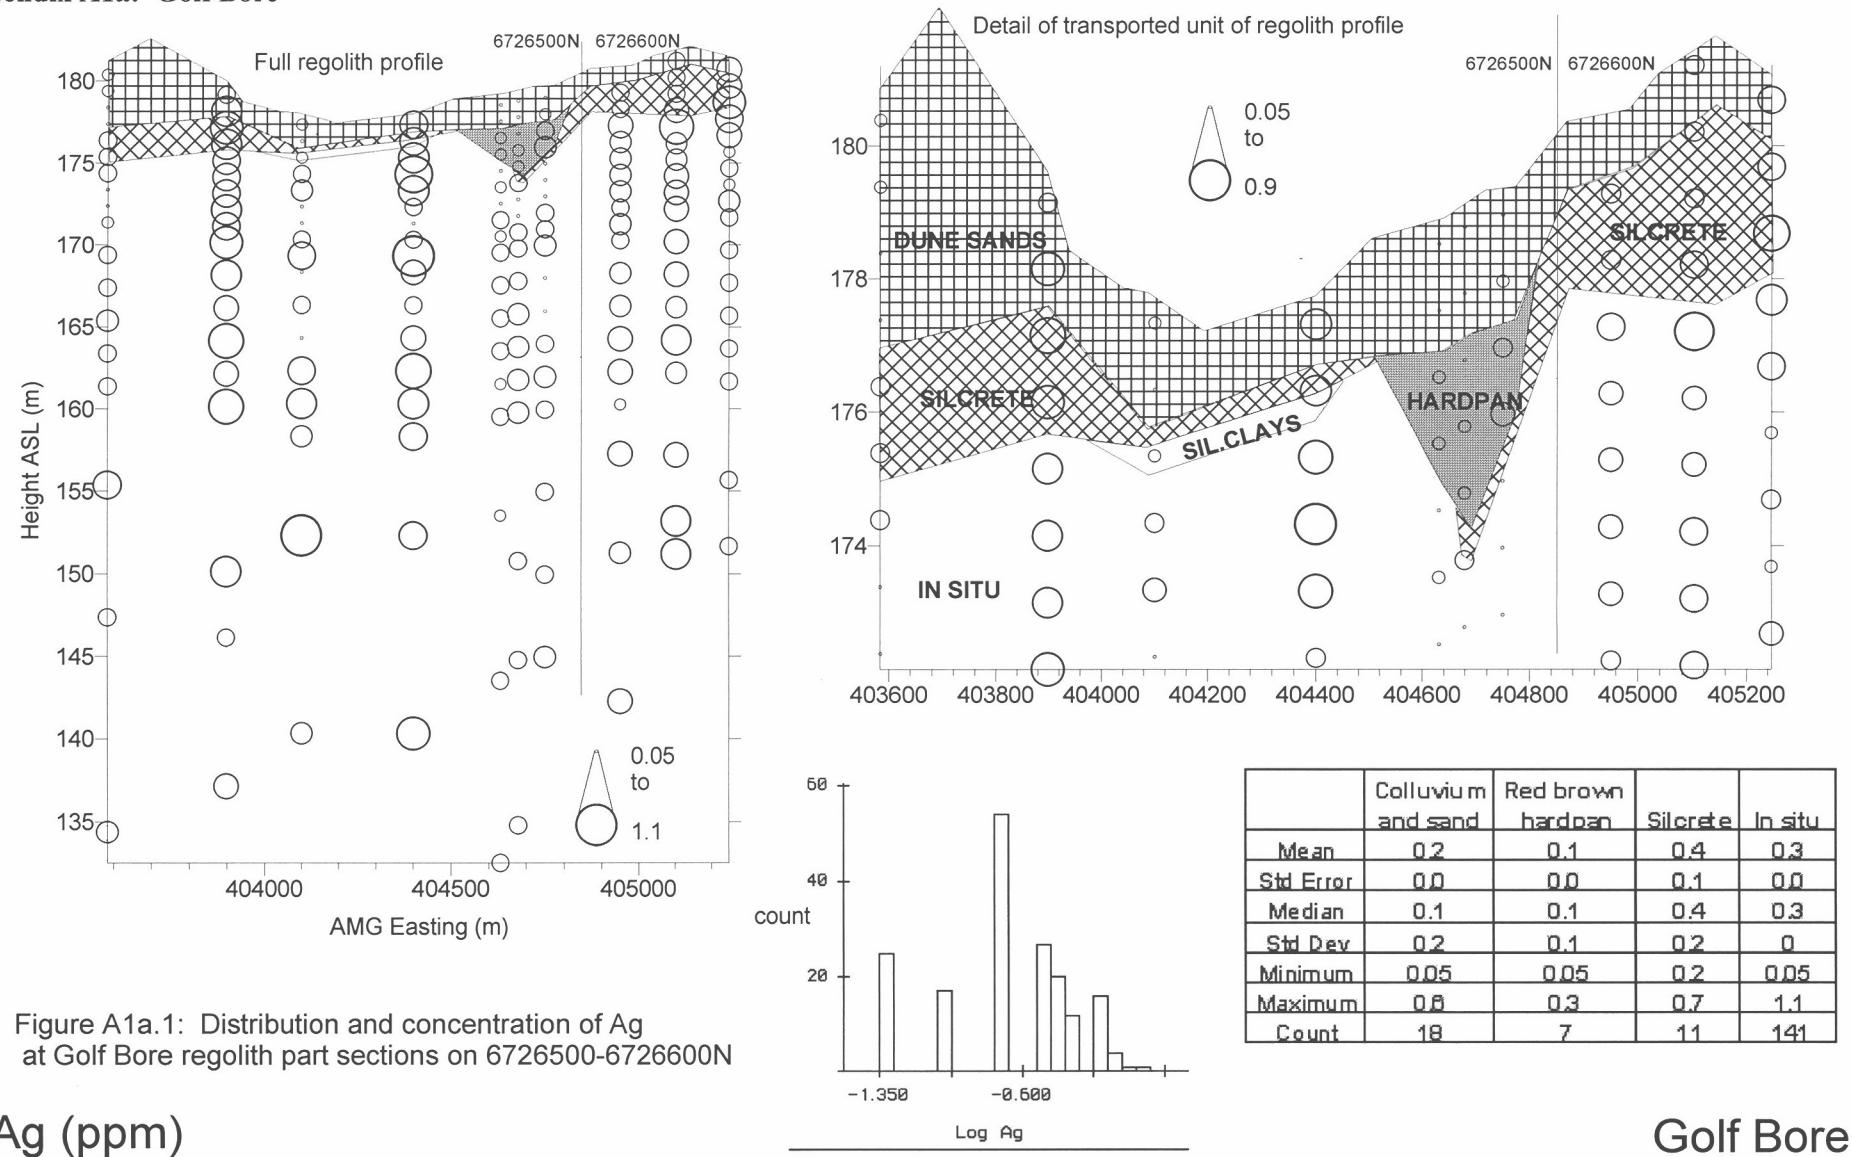 Golf Bore
Full regolith profile
6726500N 6726600N
180
175
170
165
160
155
150
145
140
135
Height ASL (m)
0.05
to
1.1
404000 404500 405000
AMG Easting (m)
Detail of transported unit of regolith profile
6726500N 6726600N
0.05
to
0.9
180
178
176
174
DUNE SANDS
SILCRETE
SILCRETE
HARDPAN
SIL.CLAYS
IN SITU
403600 403800 404000 404200 404400 404600 404800 405000 405200
60
40
20
count
-1.350 -0.600
Log Ag
Colluvium and sand Red brown hardpan Silcrete In situ
Mean 0.2 0.1 0.4 0.3
Std Error 0.0 0.0 0.1 0.0
Median 0.1 0.1 0.4 0.3
Std Dev 0.2 0.1 0.2 0
Minimum 0.05 0.05 0.2 0.05
Maximum 0.3 0.7 1.1
Count 18 7 11 141
Figure A1a.1: Distribution and concentration of Ag
at Golf Bore regolith part sections on 6726500-6726600N
Ag (ppm)
Golf Bore